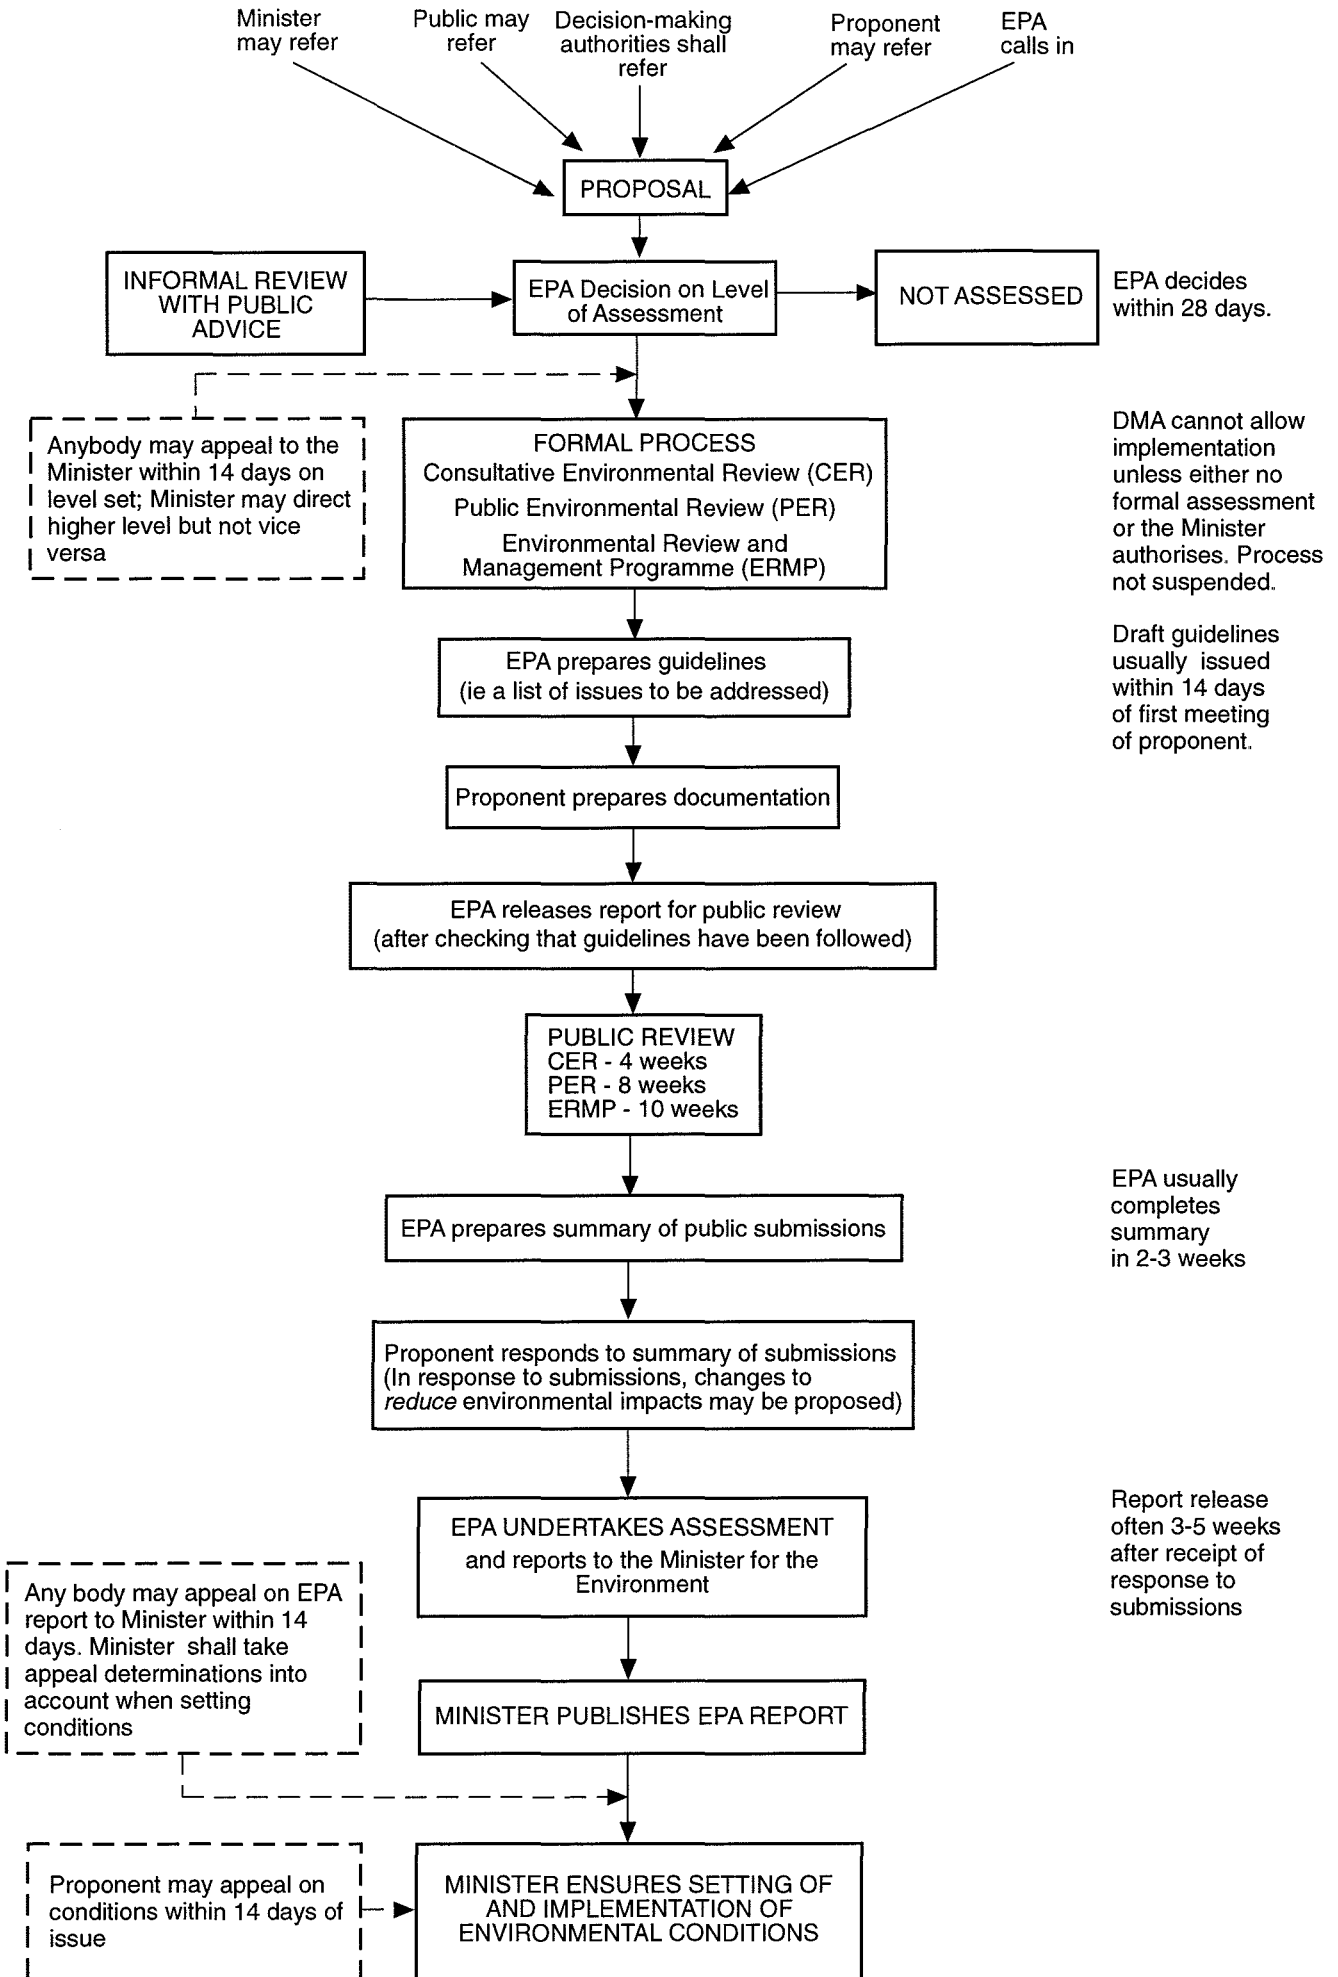 Minister
may refer
Public may
refer
Decision-making
authorities shall
refer
Proponent
may refer
EPA
calls in
PROPOSAL
INFORMAL REVIEW
WITH PUBLIC
ADVICE
EPA Decision on Level
of Assessment
NOT ASSESSED
EPA decides
within 28 days.
Anybody may appeal to the
Minister within 14 days on
level set; Minister may direct
higher level but not vice
versa
FORMAL PROCESS
Consultative Environmental Review (CER)
Public Environmental Review (PER)
Environmental Review and
Management Programme (ERMP)
DMA cannot allow
implementation
unless either no
formal assessment
or the Minister
authorises. Process
not suspended.
EPA prepares guidelines
(ie a list of issues to be addressed)
Draft guidelines
usually issued
within 14 days
of first meeting
of proponent.
Proponent prepares documentation
EPA releases report for public review
(after checking that guidelines have been followed)
PUBLIC REVIEW
CER - 4 weeks
PER - 8 weeks
ERMP - 10 weeks
EPA prepares summary of public submissions
EPA usually
completes
summary
in 2-3 weeks
Proponent responds to summary of submissions
(In response to submissions, changes to
reduce environmental impacts may be proposed)
EPA UNDERTAKES ASSESSMENT
and reports to the Minister for the
Environment
Report release
often 3-5 weeks
after receipt of
response to
submissions
Any body may appeal on EPA
report to Minister within 14
days. Minister shall take
appeal determinations into
account when setting
conditions
MINISTER PUBLISHES EPA REPORT
Proponent may appeal on
conditions within 14 days of
issue
MINISTER ENSURES SETTING OF
AND IMPLEMENTATION OF
ENVIRONMENTAL CONDITIONS